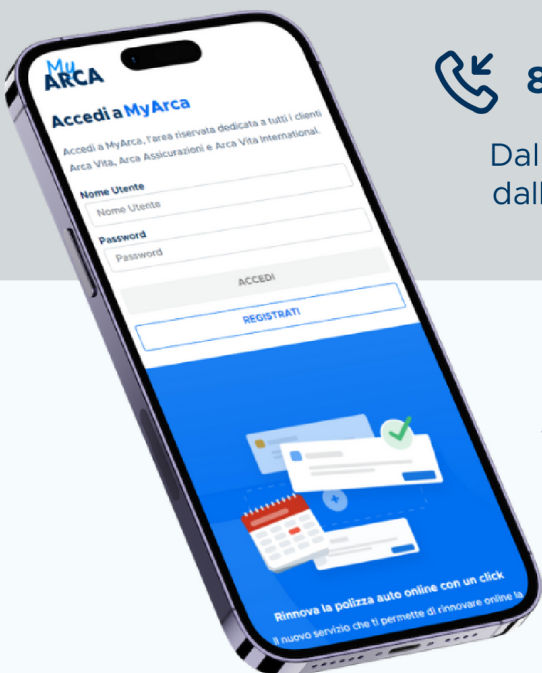 My
ARCA
Accedi a MyArca
Accedi a MyArca, l'area riservata dedicata a tutti i clienti
Arca Vita, Arca Assicurazioni e Arca Vita International.
Nome Utente
Nome Utente
Password
Password
ACCEDI
REGISTRATI
Rinnova la polizza auto online con un click
Il nuovo servizio che ti permette di rinnovare online la
8
Dal
dall